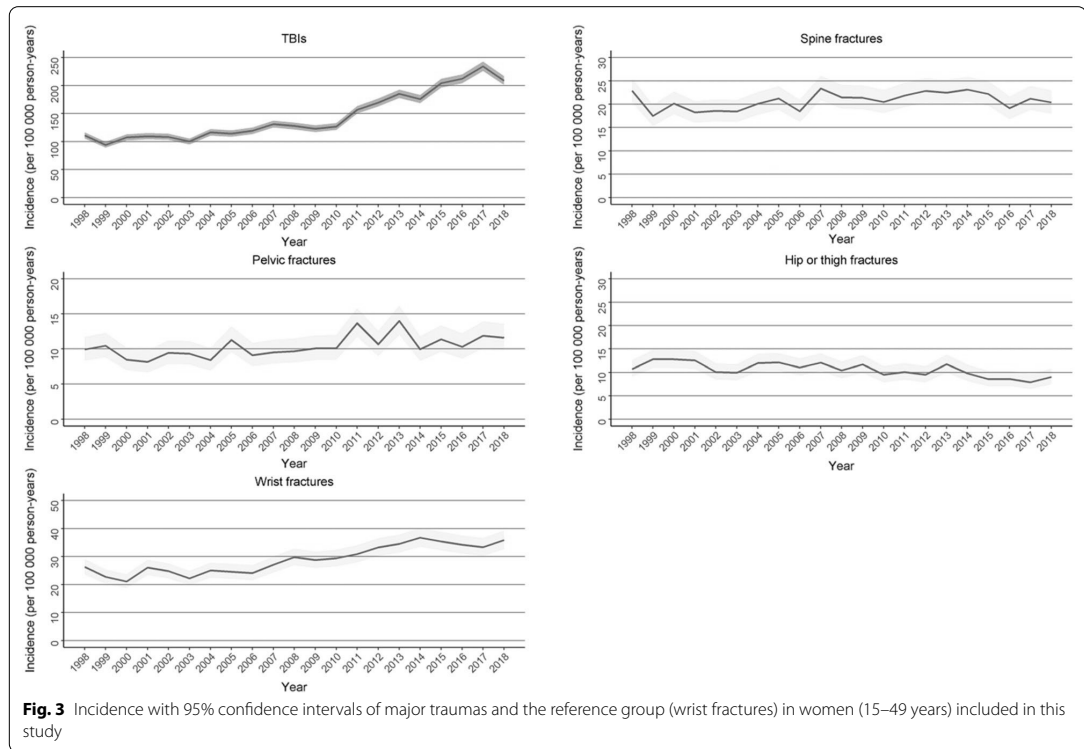 TBIs
Incidence (per 100 000 person-years)
250
200
150
100
50
0
1998 1999 2000 2001 2002 2003 2004 2005 2006 2007 2008 2009 2010 2011 2012 2013 2014 2015 2016 2017 2018
Year
Spine fractures
Incidence (per 100 000 person-years)
30
25
20
15
10
5
0
1998 1999 2000 2001 2002 2003 2004 2005 2006 2007 2008 2009 2010 2011 2012 2013 2014 2015 2016 2017 2018
Year
Pelvic fractures
Incidence (per 100 000 person-years)
20
15
10
5
0
1998 1999 2000 2001 2002 2003 2004 2005 2006 2007 2008 2009 2010 2011 2012 2013 2014 2015 2016 2017 2018
Year
Hip or thigh fractures
Incidence (per 100 000 person-years)
30
25
20
15
10
5
0
1998 1999 2000 2001 2002 2003 2004 2005 2006 2007 2008 2009 2010 2011 2012 2013 2014 2015 2016 2017 2018
Year
Wrist fractures
Incidence (per 100 000 person-years)
50
40
30
20
10
0
1998 1999 2000 2001 2002 2003 2004 2005 2006 2007 2008 2009 2010 2011 2012 2013 2014 2015 2016 2017 2018
Year
Fig. 3 Incidence with 95% confidence intervals of major traumas and the reference group (wrist fractures) in women (15–49 years) included in this
study